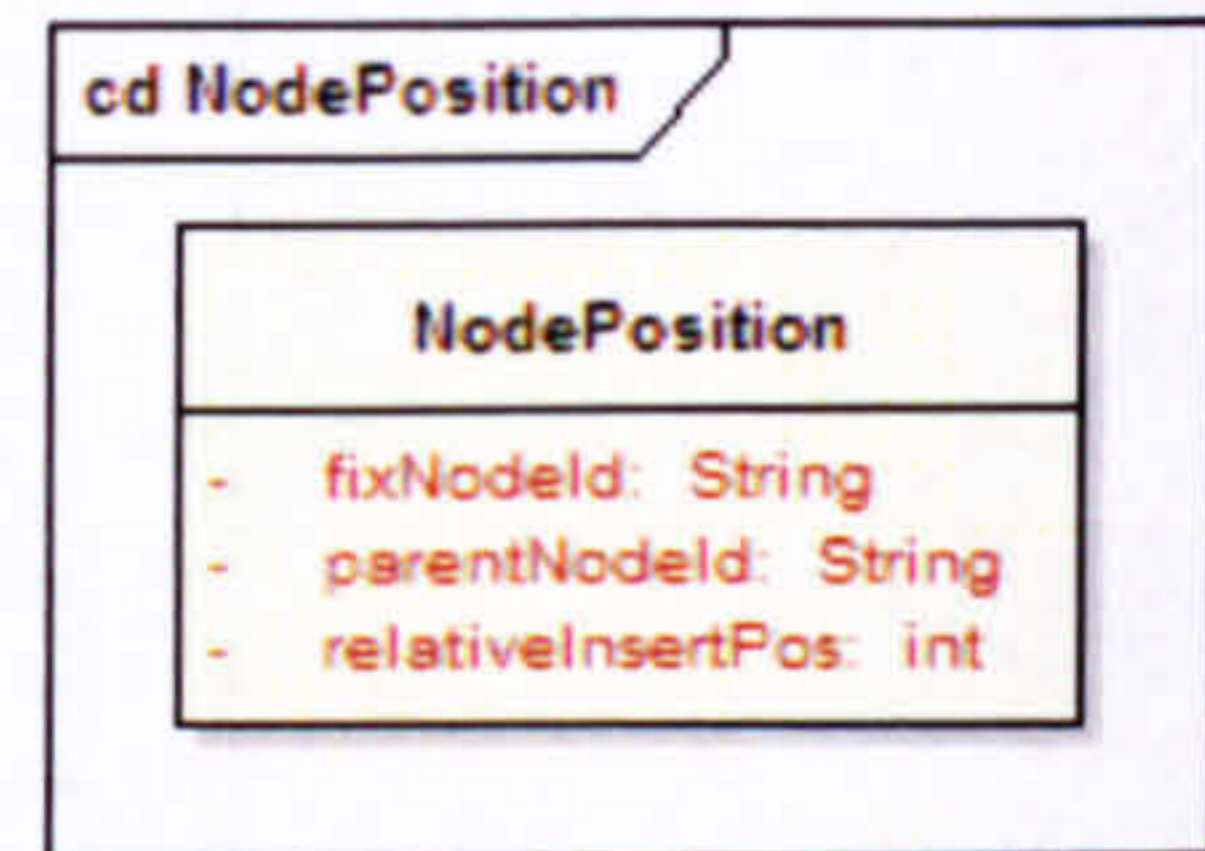 cd NodePosition
NodePosition
- fixNodeId: String
- parentNodeId: String
- relativeInsertPos: int